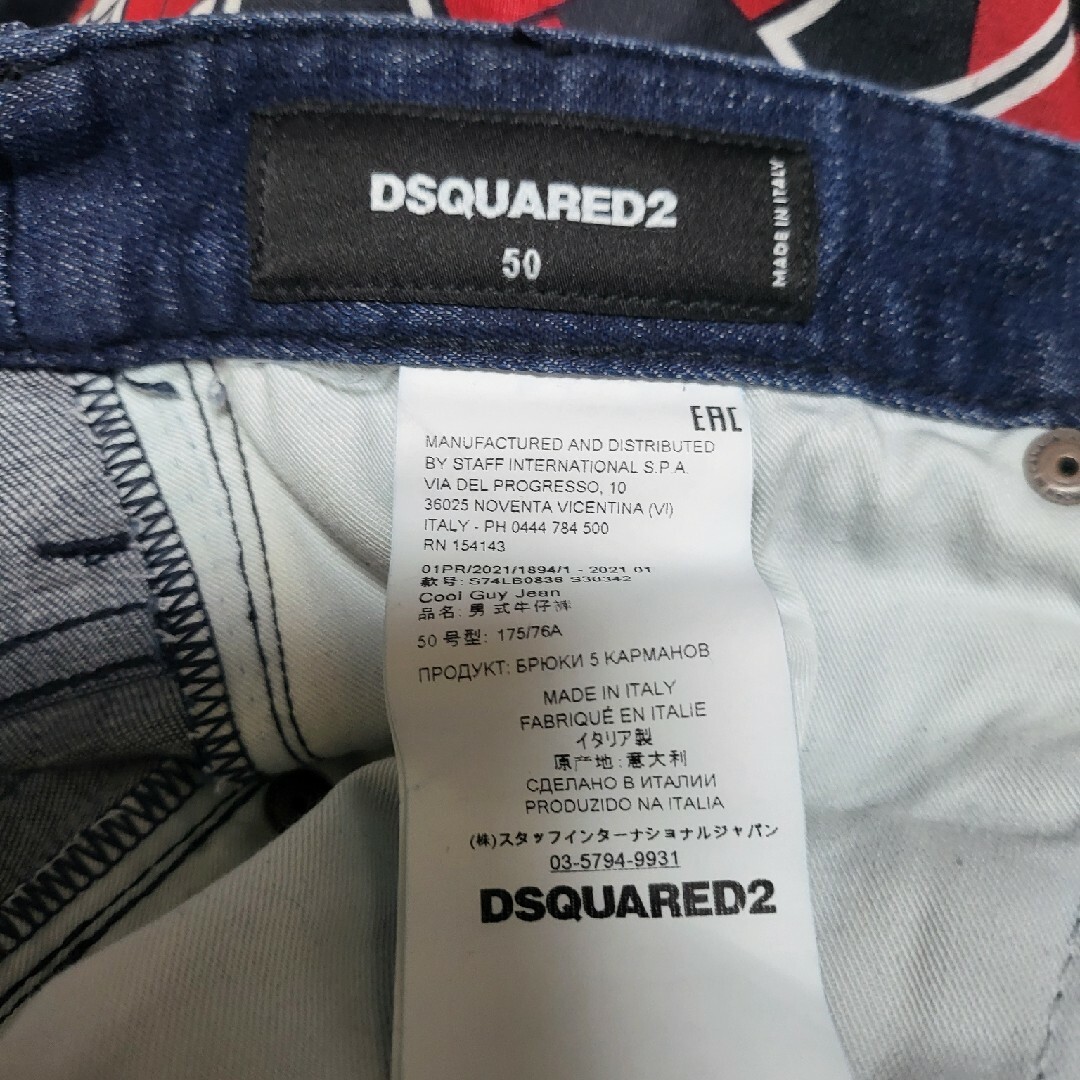 DSQUARED2
50
MADE IN ITALY
EAC
MANUFACTURED AND DISTRIBUTED
BY STAFF INTERNATIONAL S.P.A.
VIA DEL PROGRESSO, 10
36025 NOVENTA VICENTINA (VI)
ITALY - PH 0444 784 500
RN 154143
01PR/2021/1894/1 - 2021 01
款号: S74LB0838 S30342
Cool Guy Jean
品名: 男式牛仔裤
50 号型: 175/76A
ПРОДУКТ: БРЮКИ 5 КАРМАНОВ
MADE IN ITALY
FABRIQUÉ EN ITALIE
イタリア製
原产地: 意大利
СДЕЛАНО В ИТАЛИИ
PRODUZIDO NA ITALIA
(株)スタッフインターナショナルジャパン
03-5794-9931
DSQUARED2